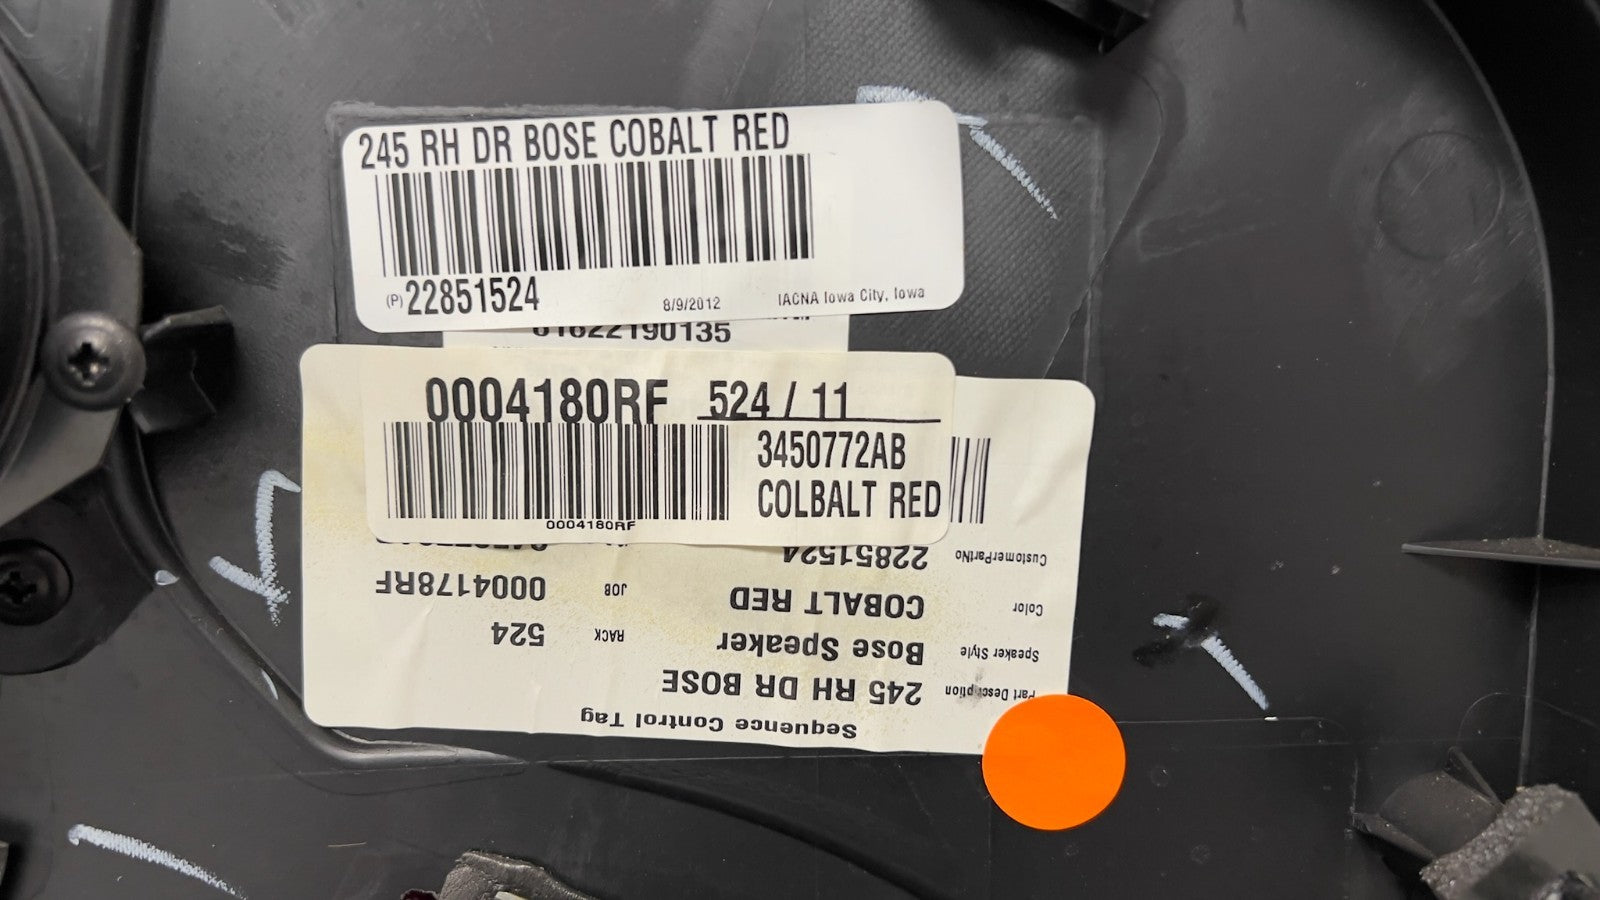 245 RH DR BOSE COBALT RED
(P) 22851524
8/9/2012
IACNA Iowa City, Iowa
01622190135
0004180RF 524 / 11
3450772AB
COLBALT RED
0004180RF
Sequence Control Tag
Part Description 245 RH DR BOSE
Speaker Style Bose Speaker RACK 524
Color COBALT RED JOB 0004178RF
CustomerPartNo 22851524